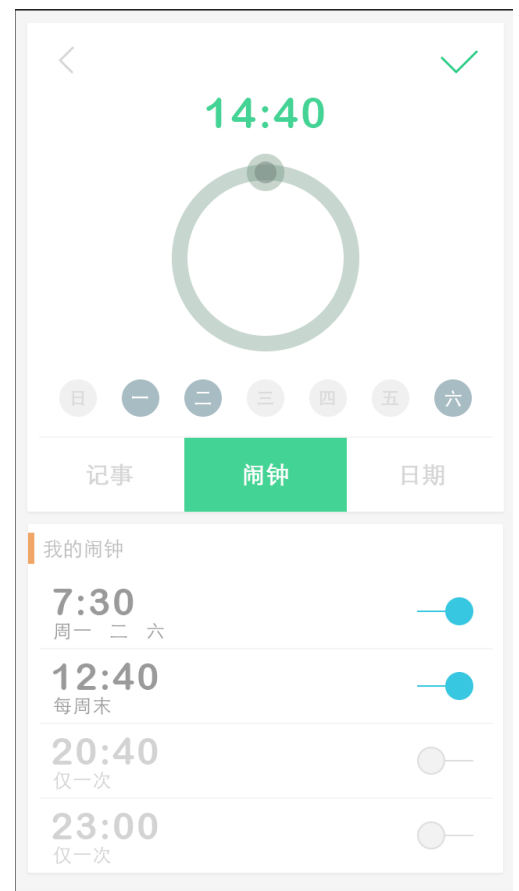 14:40
日 一 二 三 四 五 六
记事 闹钟 日期
我的闹钟
7:30
周一 二 六
12:40
每周末
20:40
仅一次
23:00
仅一次